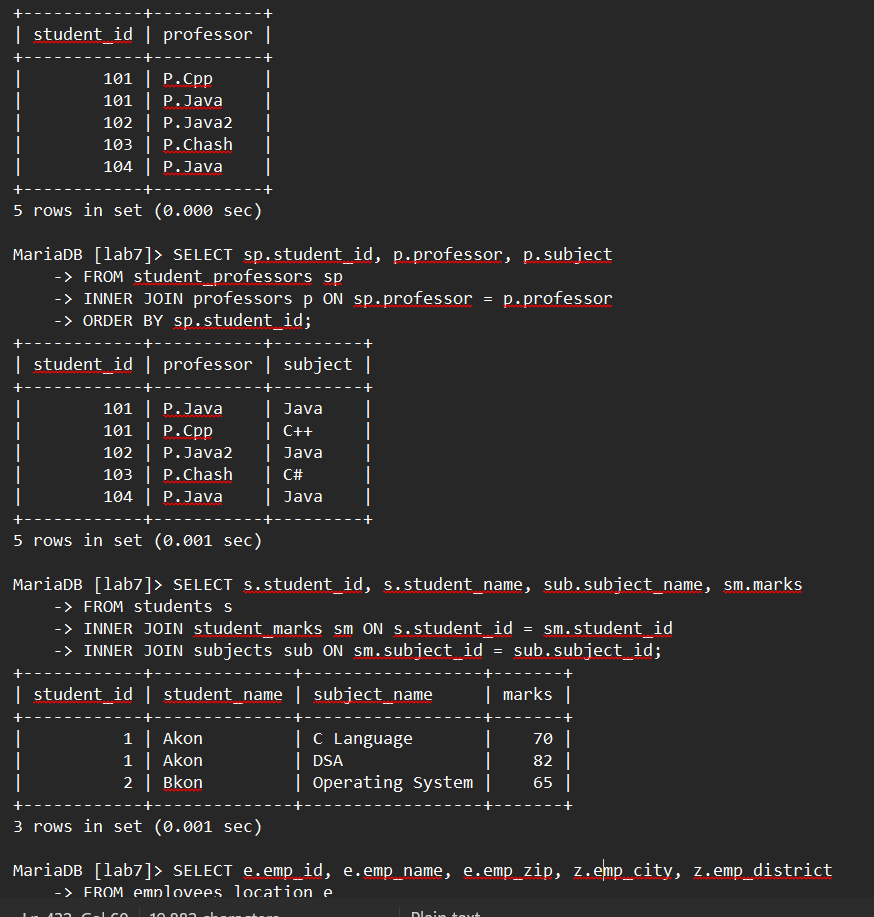 +------------+-----------+
| student_id | professor |
+------------+-----------+
|        101 | P.Cpp     |
|        101 | P.Java    |
|        102 | P.Java2   |
|        103 | P.Chash   |
|        104 | P.Java    |
+------------+-----------+
5 rows in set (0.000 sec)

MariaDB [lab7]> SELECT sp.student_id, p.professor, p.subject
    -> FROM student_professors sp
    -> INNER JOIN professors p ON sp.professor = p.professor
    -> ORDER BY sp.student_id;
+------------+-----------+---------+
| student_id | professor | subject |
+------------+-----------+---------+
|        101 | P.Java    | Java    |
|        101 | P.Cpp     | C++     |
|        102 | P.Java2   | Java    |
|        103 | P.Chash   | C#      |
|        104 | P.Java    | Java    |
+------------+-----------+---------+
5 rows in set (0.001 sec)

MariaDB [lab7]> SELECT s.student_id, s.student_name, sub.subject_name, sm.marks
    -> FROM students s
    -> INNER JOIN student_marks sm ON s.student_id = sm.student_id
    -> INNER JOIN subjects sub ON sm.subject_id = sub.subject_id;
+------------+--------------+------------------+-------+
| student_id | student_name | subject_name     | marks |
+------------+--------------+------------------+-------+
|          1 | Akon         | C Language       |    70 |
|          1 | Akon         | DSA              |    82 |
|          2 | Bkon         | Operating System |    65 |
+------------+--------------+------------------+-------+
3 rows in set (0.001 sec)

MariaDB [lab7]> SELECT e.emp_id, e.emp_name, e.emp_zip, z.emp_city, z.emp_district
    -> FROM employees_location e
Plain text